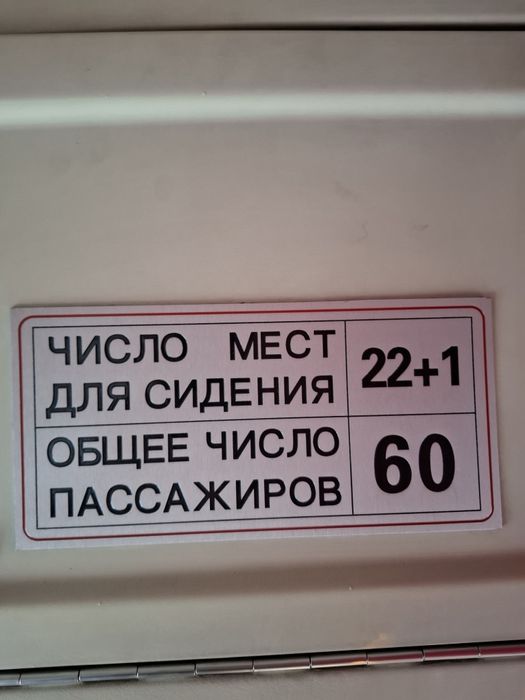 ЧИСЛО МЕСТ
ДЛЯ СИДЕНИЯ
22+1
ОБЩЕЕ ЧИСЛО
ПАССАЖИРОВ
60